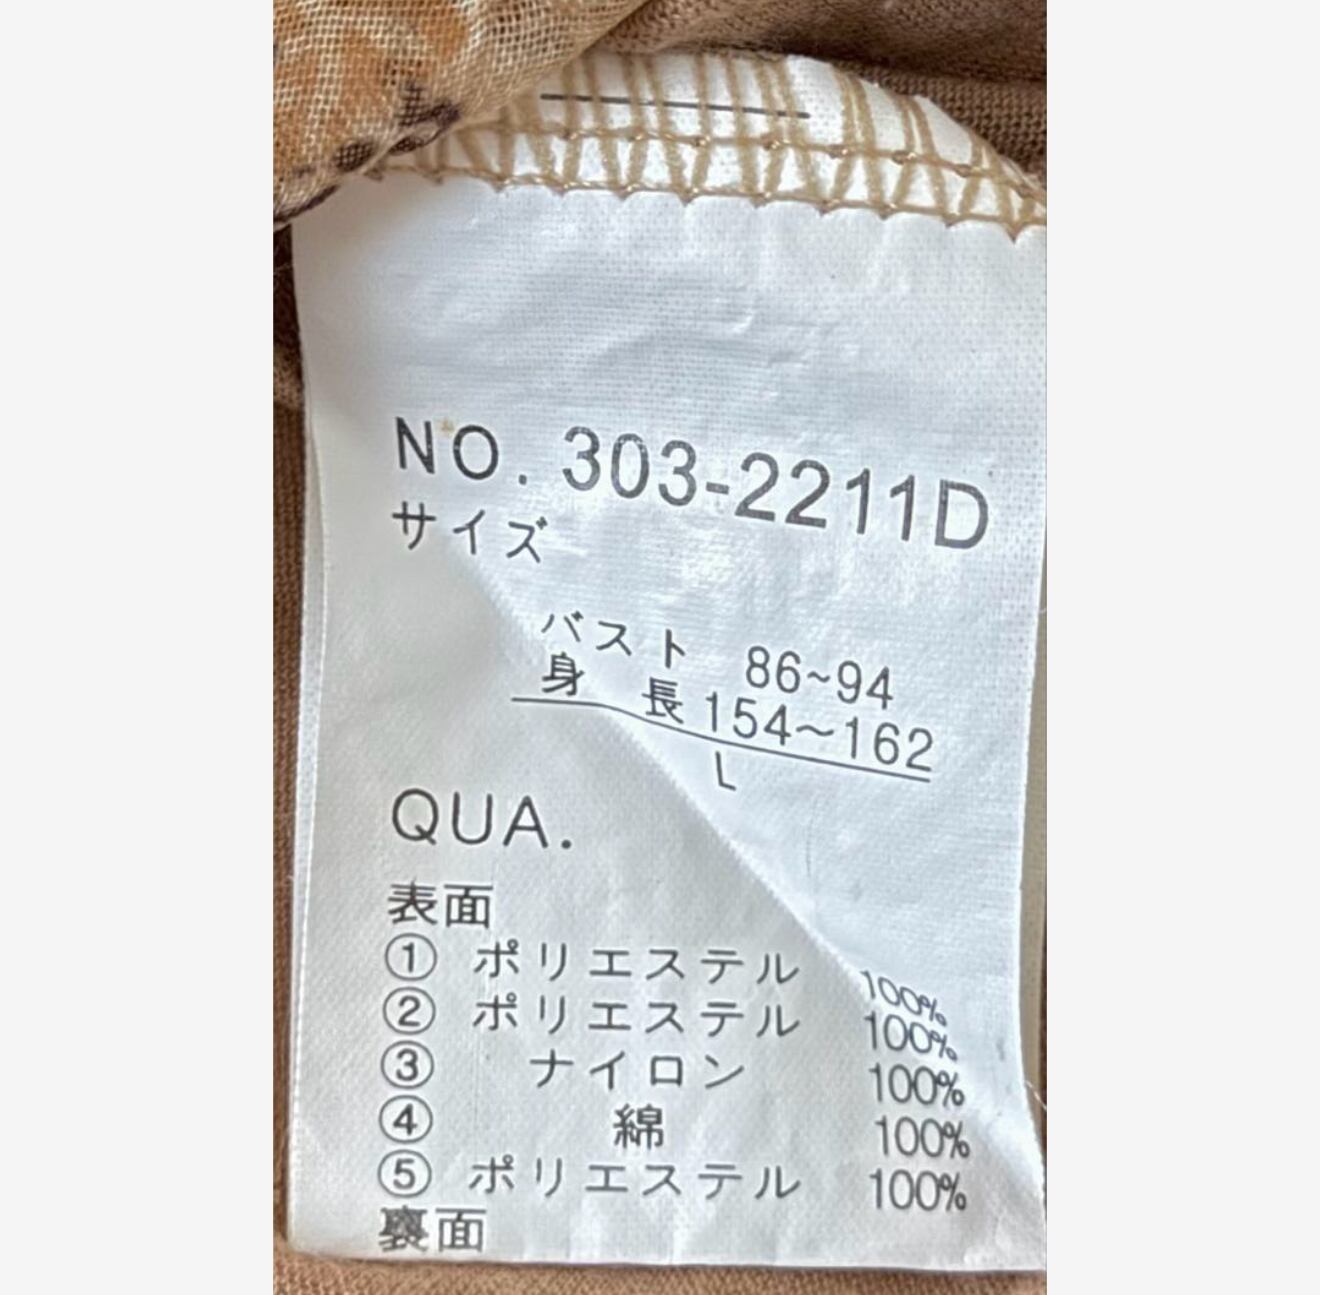 NO. 303-2211D
サイズ
バスト 86~94
身長 154~162
L
QUA.
表面
① ポリエステル 100%
② ポリエステル 100%
③ ナイロン 100%
④ 綿 100%
⑤ ポリエステル 100%
裏面